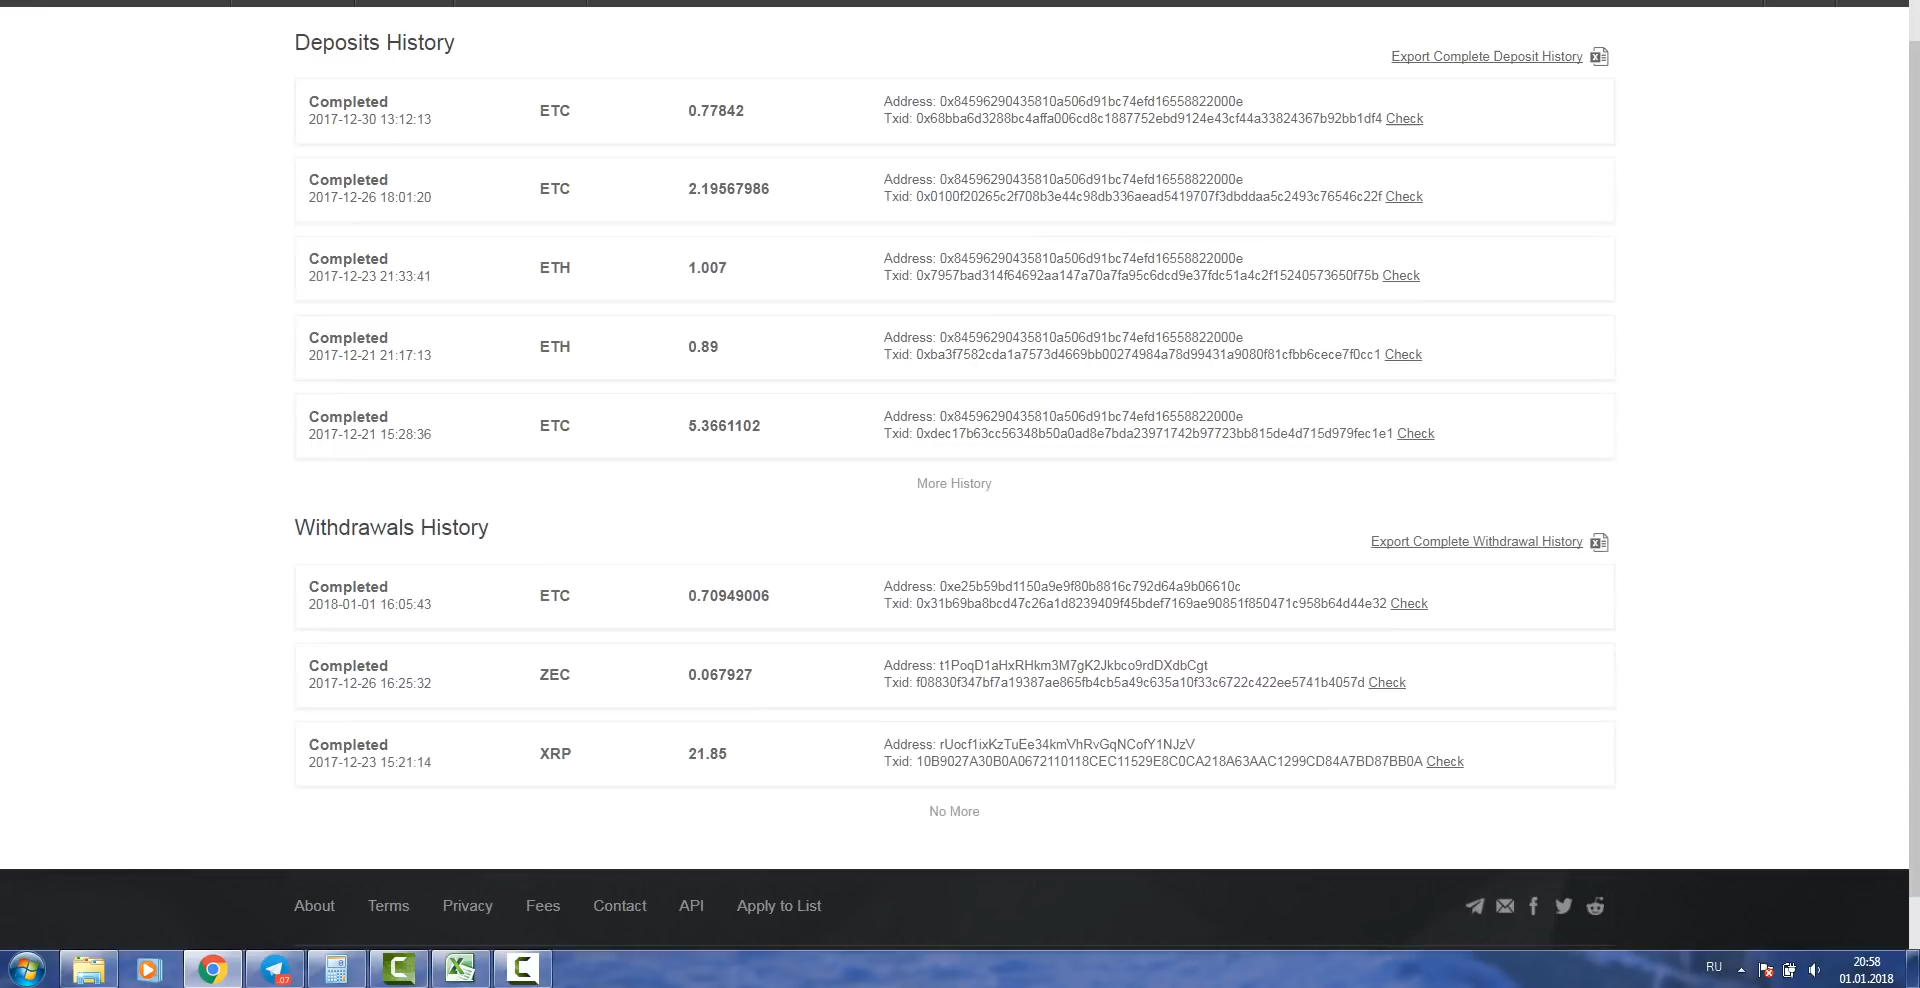 Deposits History
Export Complete Deposit History
Completed
2017-12-30 13:12:13
ETC
0.77842
Address: 0x84596290435810a506d91bc74efd16558822000e
Txid: 0x68bba6d3288bc4affa006cd8c1887752ebd9124e43cf44a33824367b92bb1df4 Check
Completed
2017-12-26 18:01:20
ETC
2.19567986
Address: 0x84596290435810a506d91bc74efd16558822000e
Txid: 0x0100f20265c2f708b3e44c98db336aead5419707f3dbddaa5c2493c76546c22f Check
Completed
2017-12-23 21:33:41
ETH
1.007
Address: 0x84596290435810a506d91bc74efd16558822000e
Txid: 0x7957bad314f64692aa147a70a7fa95c6dcd9e37fdc51a4c2f15240573650f75b Check
Completed
2017-12-21 21:17:13
ETH
0.89
Address: 0x84596290435810a506d91bc74efd16558822000e
Txid: 0xba3f7582cda1a7573d4669bb00274984a78d99431a9080f81cfbb6cece7f0cc1 Check
Completed
2017-12-21 15:28:36
ETC
5.3661102
Address: 0x84596290435810a506d91bc74efd16558822000e
Txid: 0xdec17b63cc56348b50a0ad8e7bda23971742b97723bb815de4d715d979fec1e1 Check
More History
Withdrawals History
Export Complete Withdrawal History
Completed
2018-01-01 16:05:43
ETC
0.70949006
Address: 0xe25b59bd1150a9e9f80b8816c792d64a9b06610c
Txid: 0x31b69ba8bcd47c26a1d8239409f45bdef7169ae90851f850471c958b64d44e32 Check
Completed
2017-12-26 16:25:32
ZEC
0.067927
Address: t1PoqD1aHxRHkm3M7gK2Jkbco9rdDXdbCgt
Txid: f08830f347bf7a19387ae865fb4cb5a49c635a10f33c6722c422ee5741b4057d Check
Completed
2017-12-23 15:21:14
XRP
21.85
Address: rUocf1ixKzTuEe34kmVhRvGqNCofY1NJzV
Txid: 10B9027A30B0A0672110118CEC11529E8C0CA218A63AAC1299CD84A7BD87BB0A Check
No More
About Terms Privacy Fees Contact API Apply to List
.07
RU
20:58
01.01.2018